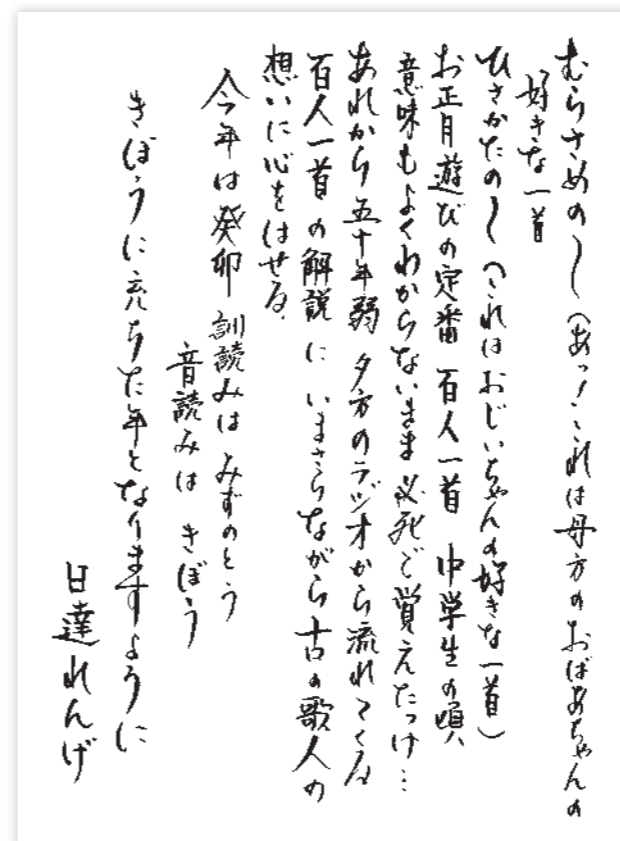 むらさめの〜（あっ！これは母方のおばあちゃんの
好きな一首
ひさかたの〜（これはおじいちゃんの好きな一首）
お正月遊びの定番 百人一首 中学生の頃
意味もよくわからないまま 必死で覚えたっけ…
あれから五十年弱 夕方のラジオから流れてくる
百人一首の解説に いまさらながら古の歌人の
想いに心をはせる。
今年は癸卯 訓読みはみずのとう
音読みは きぼう
きぼうに充ちた年となりますように
日達れんげ